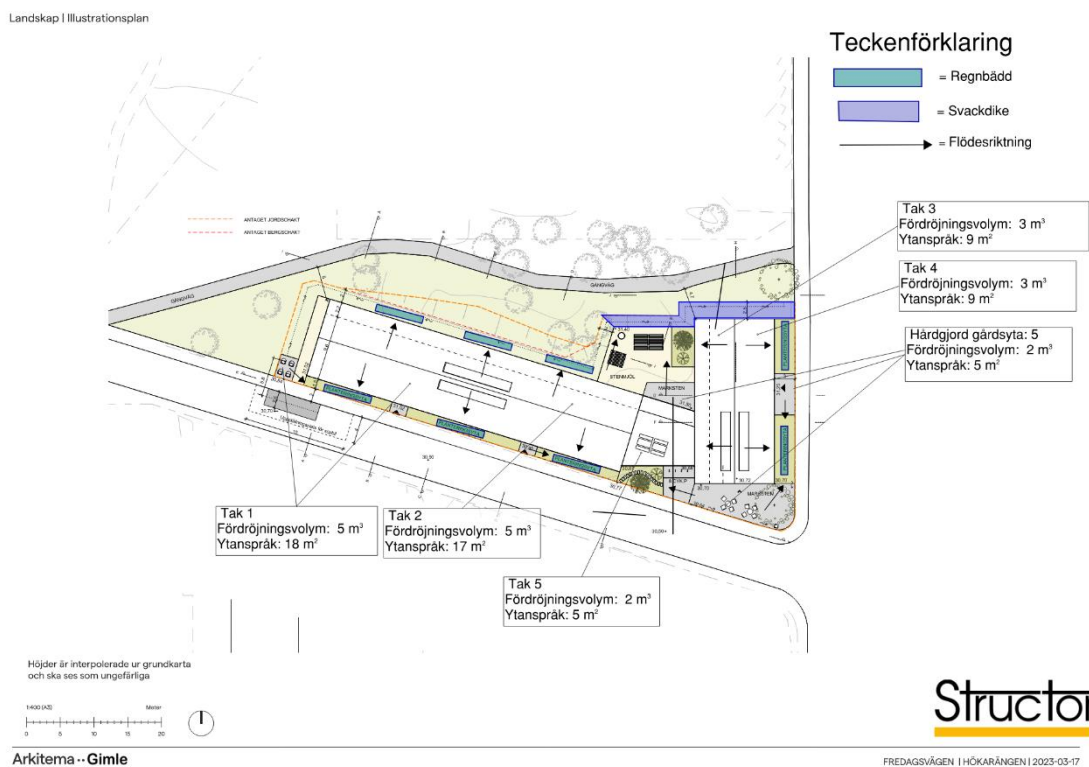 Landskap | Illustrationsplan
Teckenförklaring
= Regnbädd
= Svackdike
= Flödesriktning
ANTAGET JORDSCHAKT
ANTAGET BERGSCHAKT
GÅNGVÄG
GÅNGVÄG
Tak 3
Fördröjningsvolym: 3 m³
Ytanspråk: 9 m²
Tak 4
Fördröjningsvolym: 3 m³
Ytanspråk: 9 m²
Hårdgjord gårdsyta: 5
Fördröjningsvolym: 2 m³
Ytanspråk: 5 m²
STENMJÖL
MARKSTEN
MARKSTEN
Tak 1
Fördröjningsvolym: 5 m³
Ytanspråk: 18 m²
Tak 2
Fördröjningsvolym: 5 m³
Ytanspråk: 17 m²
Tak 5
Fördröjningsvolym: 2 m³
Ytanspråk: 5 m²
Höjder är interpolerade ur grundkarta
och ska ses som ungefärliga
1:400 (A3) Meter
0 5 10 15 20
Structor
Arkitema·· Gimle
FREDAGSVÄGEN | HÖKARÄNGEN | 2023-03-17